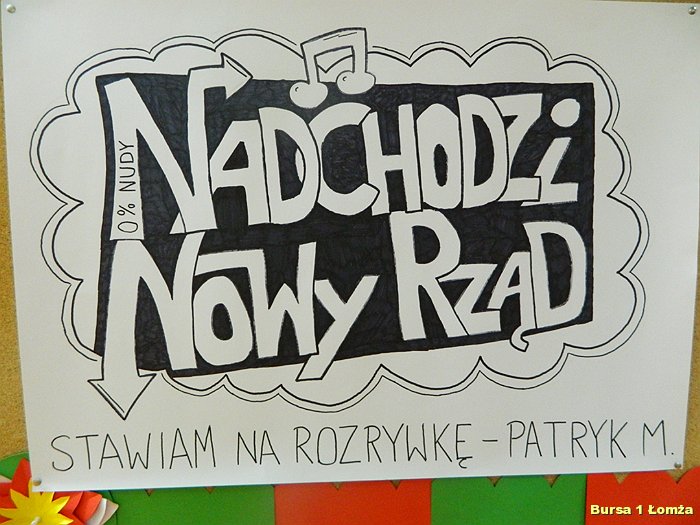 0% NUDY
NADCHODZI
NOWY RZĄD
STAWIAM NA ROZRYWKĘ - PATRYK M.
Bursa 1 Łomża